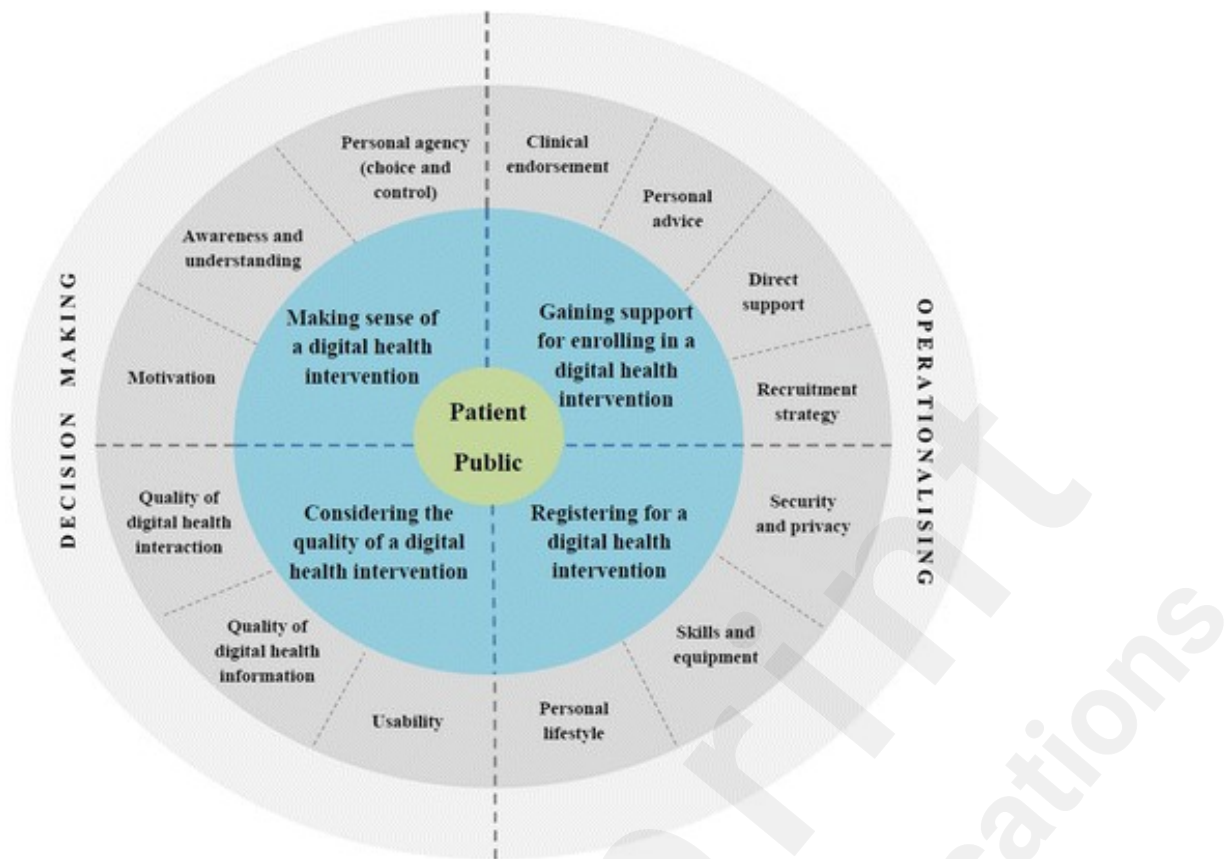 Personal agency
(choice and
control)
Clinical
endorsement
Personal
advice
Awareness and
understanding
Direct
support
Making sense of
a digital health
intervention
Gaining support
for enrolling in a
digital health
intervention
Motivation
Recruitment
strategy
Patient
Public
DECISION MAKING
OPERATIONALISING
Quality of
digital health
interaction
Considering the
quality of a digital
health intervention
Registering for a
digital health
intervention
Security
and privacy
Quality of
digital health
information
Skills and
equipment
Usability
Personal
lifestyle